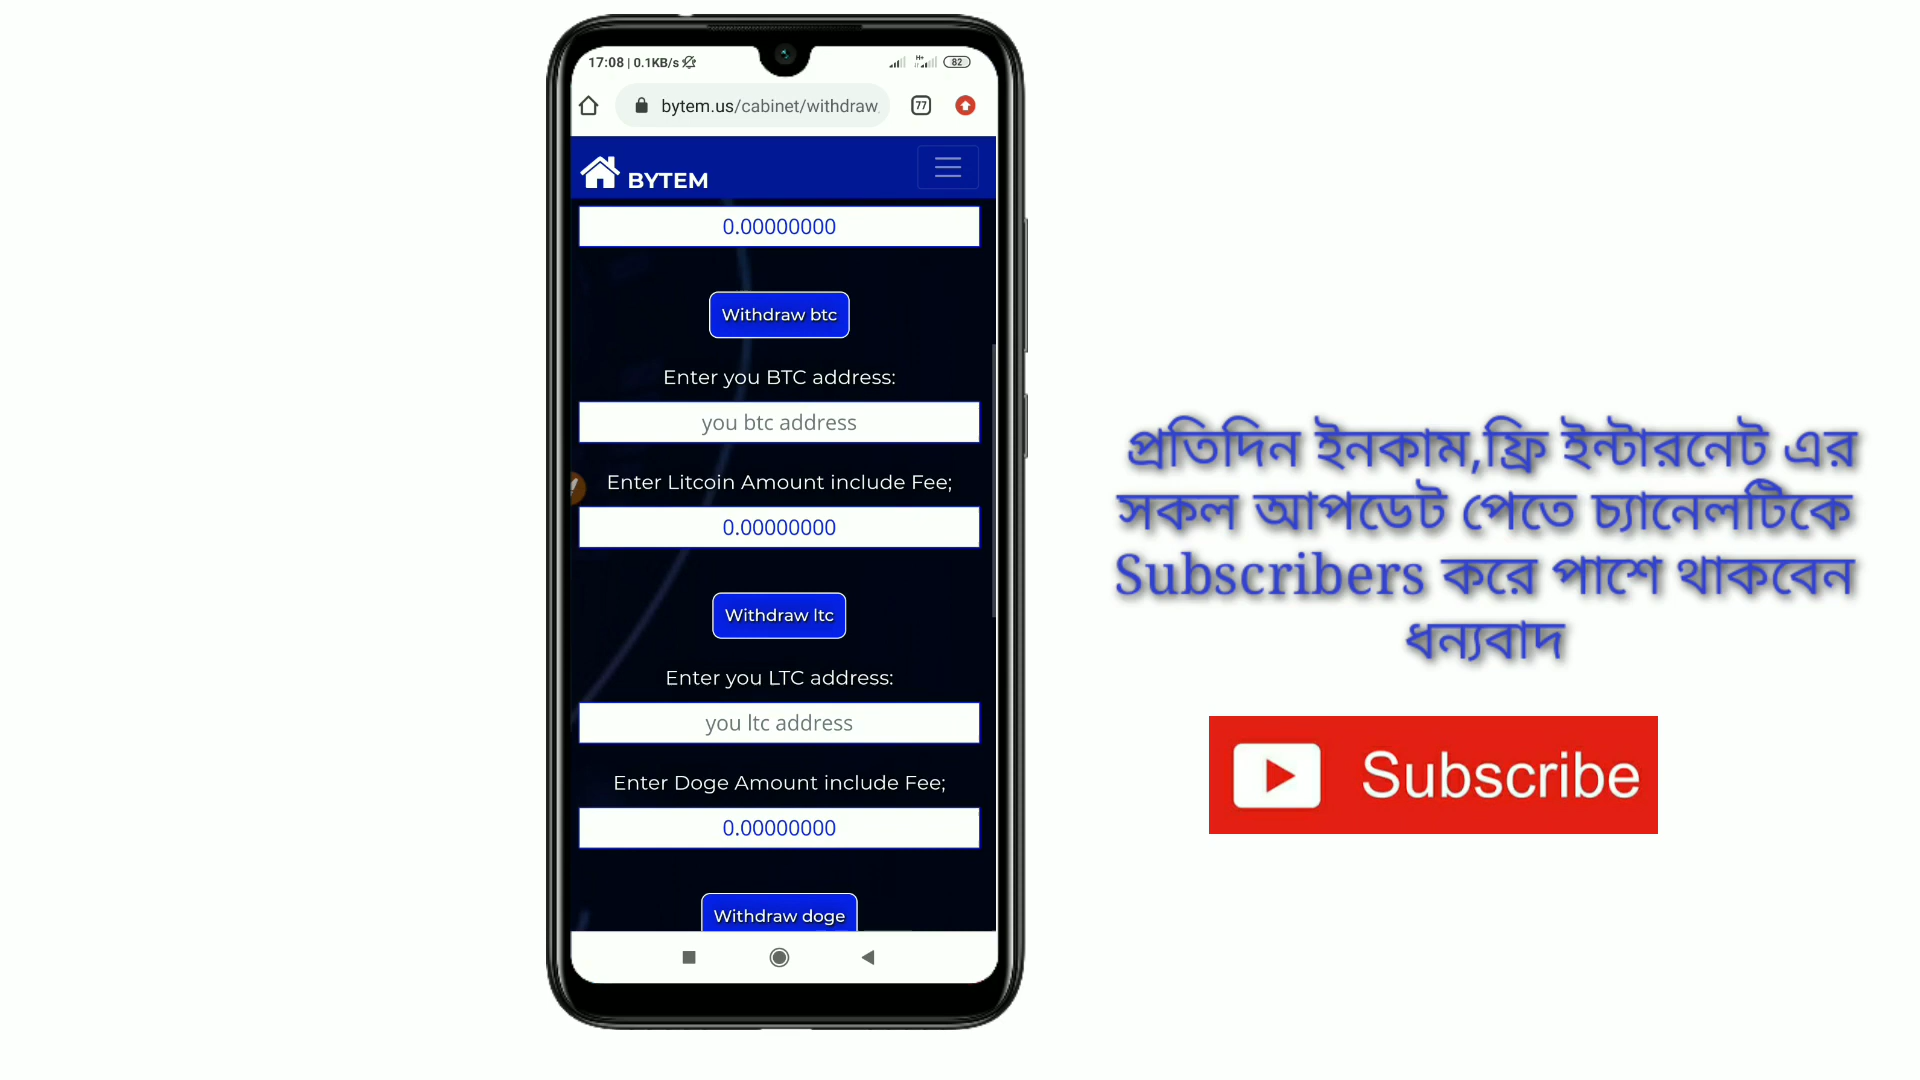 17:08 | 0.1KB/s
H+
82
bytem.us/cabinet/withdraw
77
BYTEM
0.00000000
Withdraw btc
Enter you BTC address:
you btc address
Enter Litcoin Amount include Fee;
0.00000000
Withdraw ltc
Enter you LTC address:
you ltc address
Enter Doge Amount include Fee;
0.00000000
Withdraw doge
প্রতিদিন ইনকাম,ফ্রি ইন্টারনেট এর
সকল আপডেট পেতে চ্যানেলটিকে
Subscribers করে পাশে থাকবেন
ধন্যবাদ
Subscribe